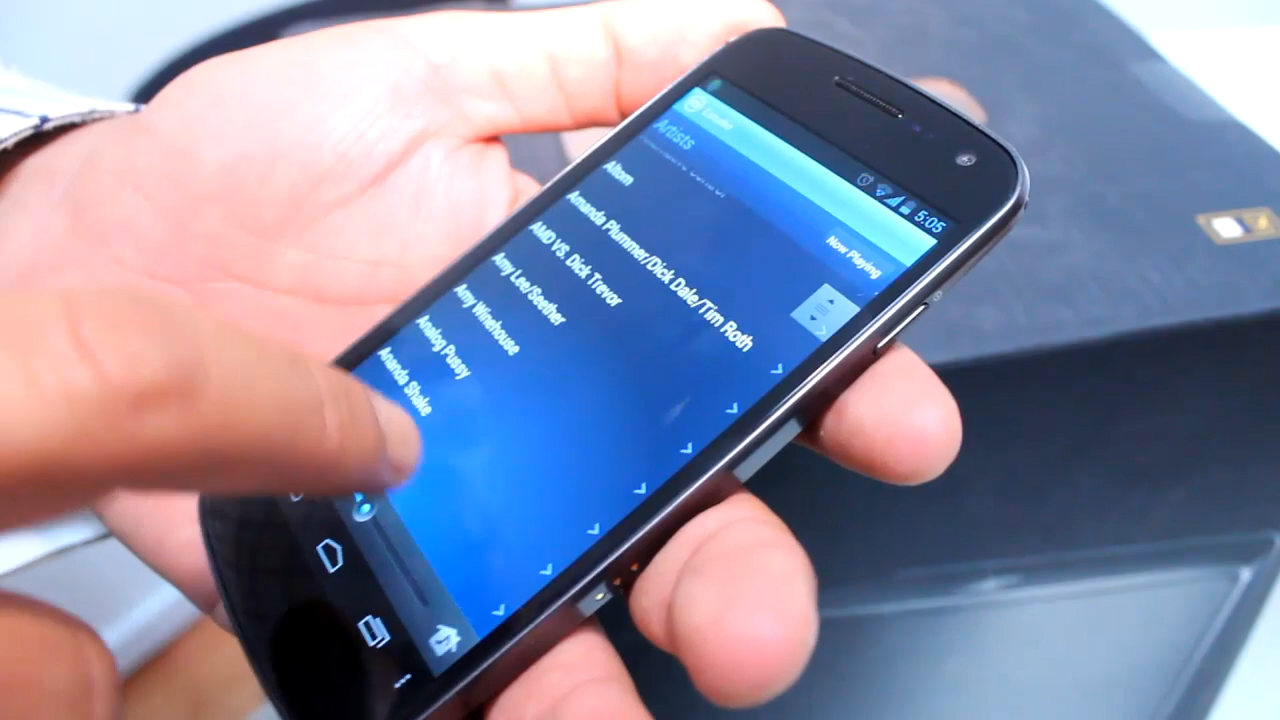 5:05
Artists
Now Playing
Altom
Amanda Plummer/Dick Dale/Tim Roth
AMD VS. Dick Trevor
Amy Lee/Seether
Amy Winehouse
Analog Pussy
Ananda Shake